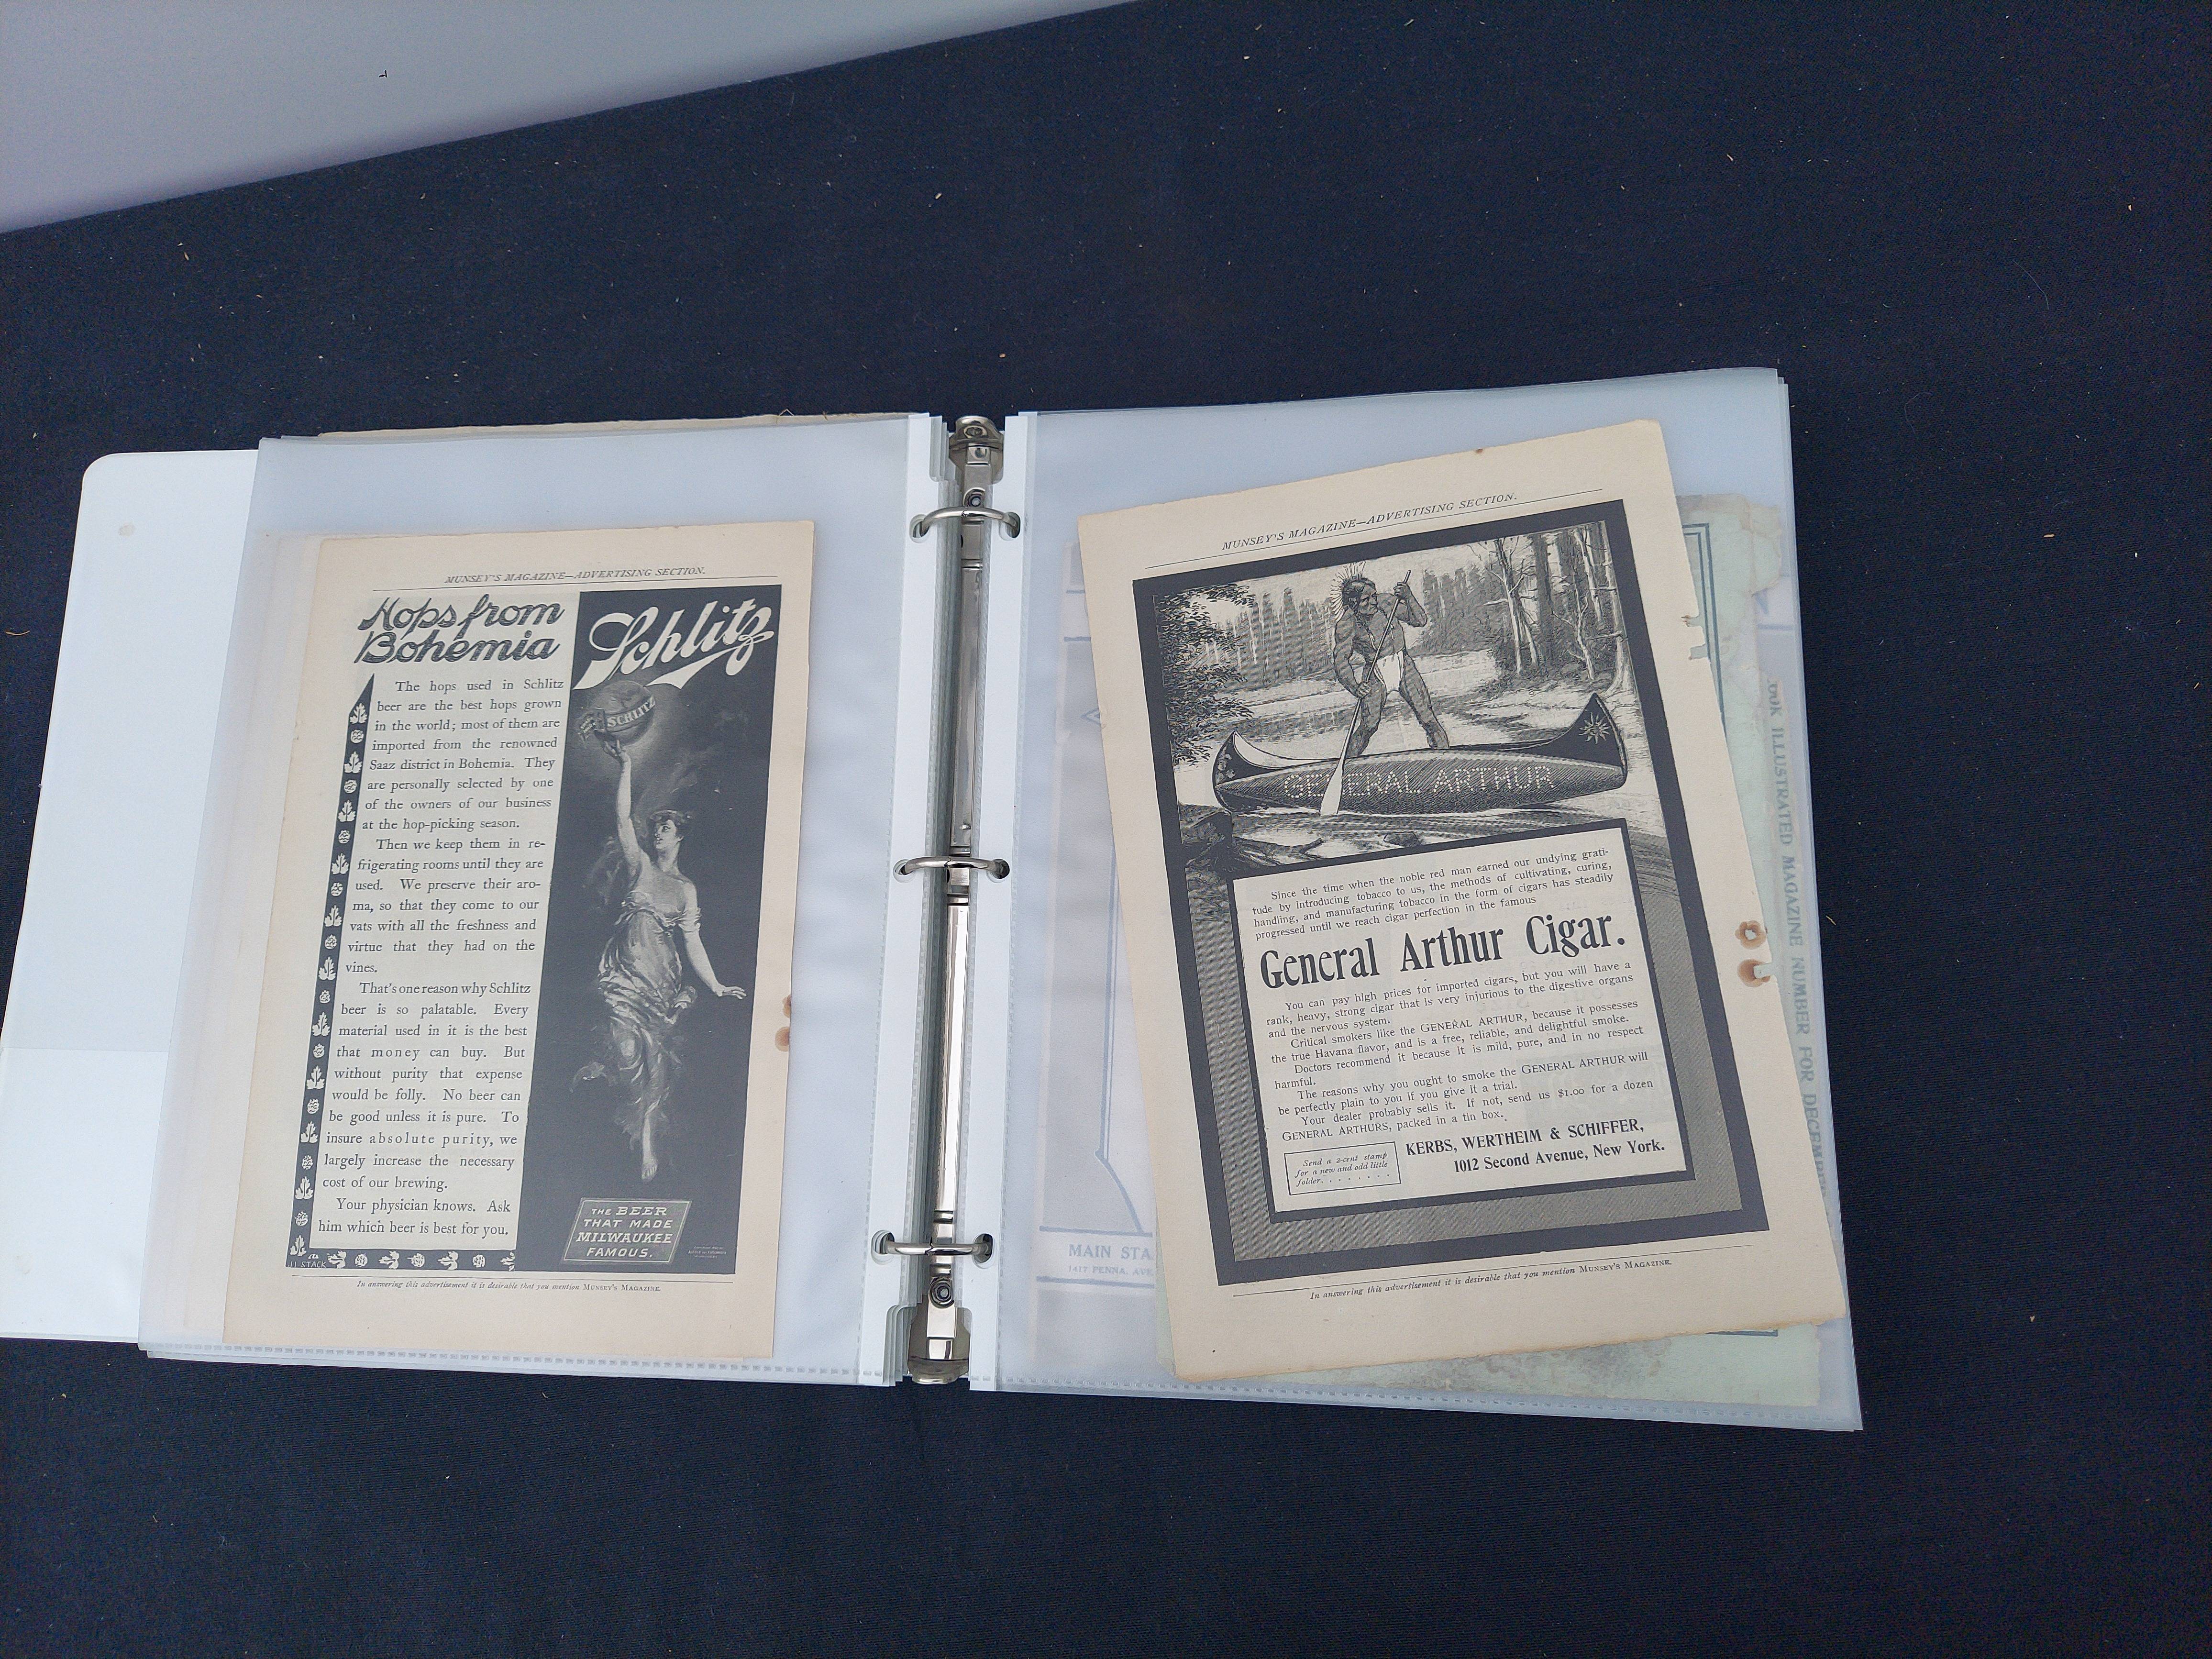 MUNSEY'S MAGAZINE—ADVERTISING SECTION.
Hops from
Bohemia
The hops used in Schlitz
beer are the best hops grown
in the world; most of them are
imported from the renowned
Saaz district in Bohemia. They
are personally selected by one
of the owners of our business
at the hop-picking season.
Then we keep them in re-
frigerating rooms until they are
used. We preserve their aro-
ma, so that they come to our
vats with all the freshness and
virtue that they had on the
vines.
That's one reason why Schlitz
beer is so palatable. Every
material used in it is the best
that money can buy. But
without purity that expense
would be folly. No beer can
be good unless it is pure. To
insure absolute purity, we
largely increase the necessary
cost of our brewing.
Your physician knows. Ask
him which beer is best for you.
Schlitz
SCHLITZ
THE BEER
THAT MADE
MILWAUKEE
FAMOUS.
STACK
In answering this advertisement it is desirable that you mention MUNSEY'S MAGAZINE.
MUNSEY'S MAGAZINE—ADVERTISING SECTION.
GENERAL ARTHUR
Since the time when the noble red man earned our undying grati-
tude by introducing tobacco to us, the methods of cultivating, curing,
handling, and manufacturing tobacco in the form of cigars has steadily
progressed until we reach cigar perfection in the famous
General Arthur Cigar.
You can pay high prices for imported cigars, but you will have a
rank, heavy, strong cigar that is very injurious to the digestive organs
and the nervous system.
Critical smokers like the GENERAL ARTHUR, because it possesses
the true Havana flavor, and is a free, reliable, and delightful smoke.
Doctors recommend it because it is mild, pure, and in no respect
harmful.
The reasons why you ought to smoke the GENERAL ARTHUR will
be perfectly plain to you if you give it a trial.
Your dealer probably sells it. If not, send us $1.00 for a dozen
GENERAL ARTHURS, packed in a tin box.
Send a 2-cent stamp
for a new and odd little
folder. . . . . . . .
KERBS, WERTHEIM & SCHIFFER,
1012 Second Avenue, New York.
In answering this advertisement it is desirable that you mention MUNSEY'S MAGAZINE.
MAIN STA
1417 PENNA. AVE.
ILLUSTRATED MAGAZINE NUMBER FOR DECEMBER